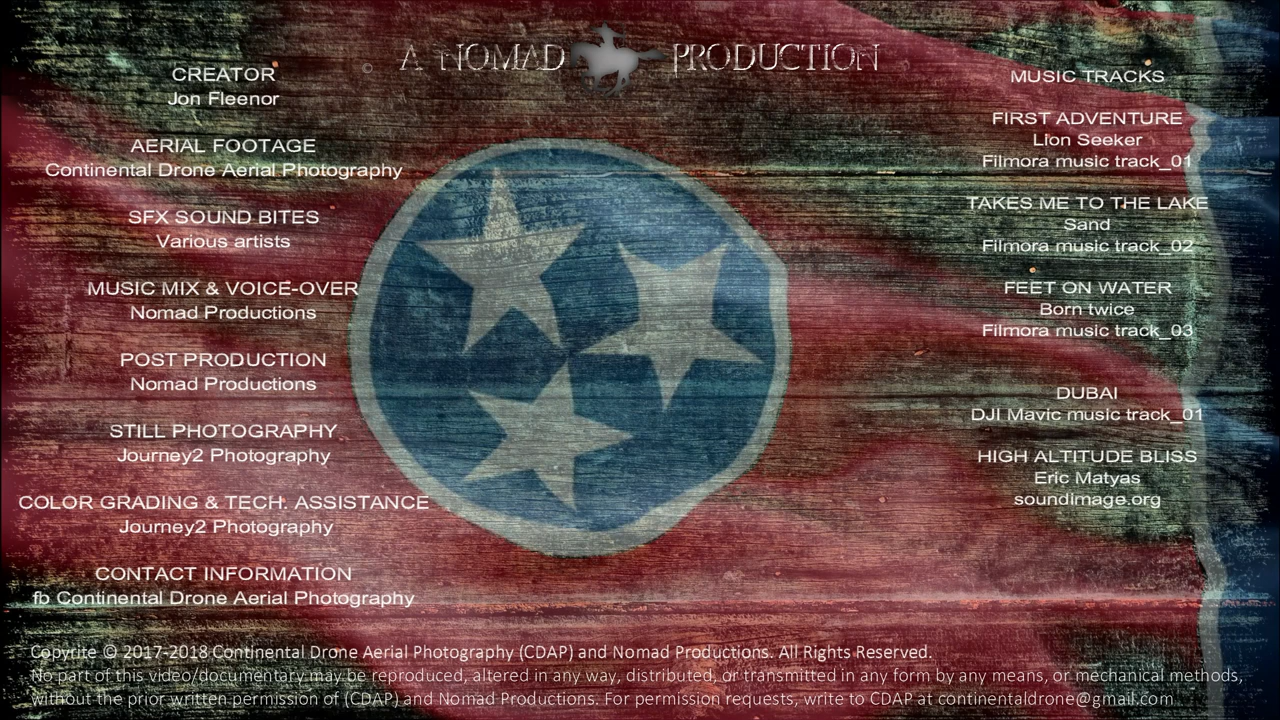 A NOMAD PRODUCTION
CREATOR
Jon Fleenor
AERIAL FOOTAGE
Continental Drone Aerial Photography
SFX SOUND BITES
Various artists
MUSIC MIX & VOICE-OVER
Nomad Productions
POST PRODUCTION
Nomad Productions
STILL PHOTOGRAPHY
Journey2 Photography
COLOR GRADING & TECH. ASSISTANCE
Journey2 Photography
CONTACT INFORMATION
fb Continental Drone Aerial Photography
MUSIC TRACKS
FIRST ADVENTURE
Lion Seeker
Filmora music track_01
TAKES ME TO THE LAKE
Sand
Filmora music track_02
FEET ON WATER
Born twice
Filmora music track_03
DUBAI
DJI Mavic music track_01
HIGH ALTITUDE BLISS
Eric Matyas
soundimage.org
Copyrite © 2017-2018 Continental Drone Aerial Photography (CDAP) and Nomad Productions. All Rights Reserved.
No part of this video/documentary may be reproduced, altered in any way, distributed, or transmitted in any form by any means, or mechanical methods,
without the prior written permission of (CDAP) and Nomad Productions. For permission requests, write to CDAP at continentaldrone@gmail.com